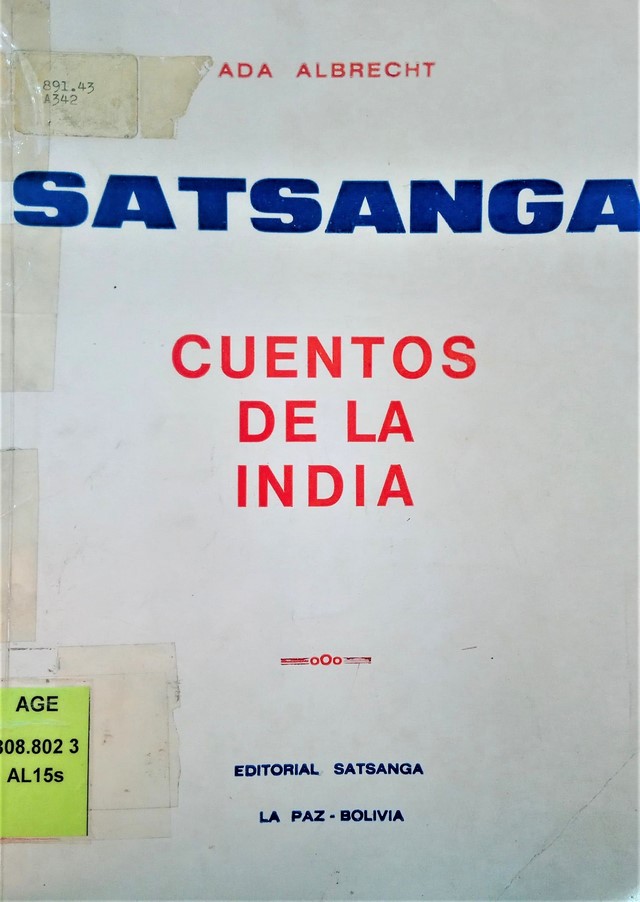 ADA ALBRECHT
891.43
A342
SATSANGA
CUENTOS
DE LA
INDIA
oOo
AGE
808.802 3
AL15s
EDITORIAL SATSANGA
LA PAZ - BOLIVIA